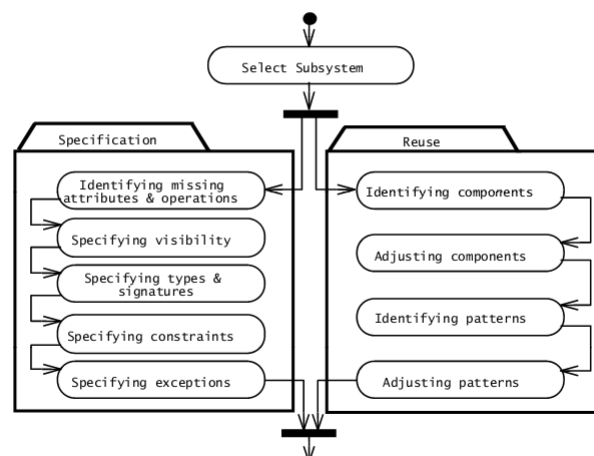 Select Subsystem
Specification
Identifying missing
attributes & operations
Specifying visibility
Specifying types &
signatures
Specifying constraints
Specifying exceptions
Reuse
Identifying components
Adjusting components
Identifying patterns
Adjusting patterns